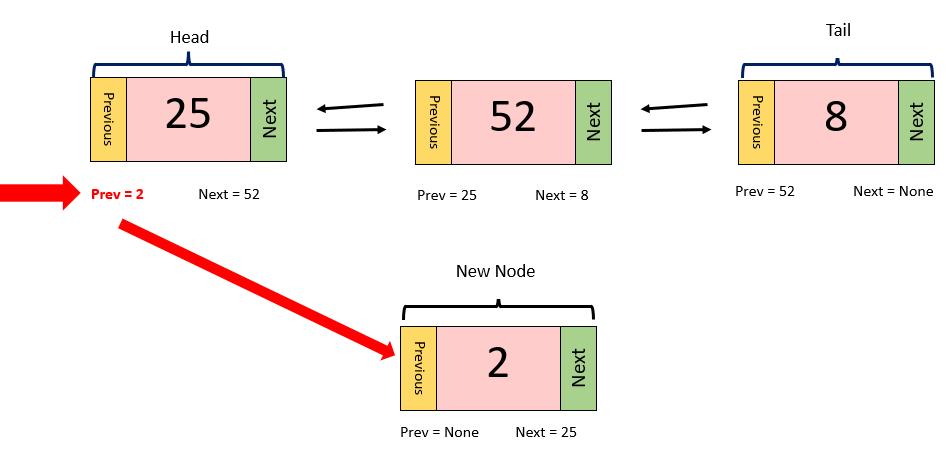 Head
Tail
Previous 25 Next
Previous 52 Next
Previous 8 Next
Prev = 2 Next = 52
Prev = 25 Next = 8
Prev = 52 Next = None
New Node
Previous 2 Next
Prev = None Next = 25